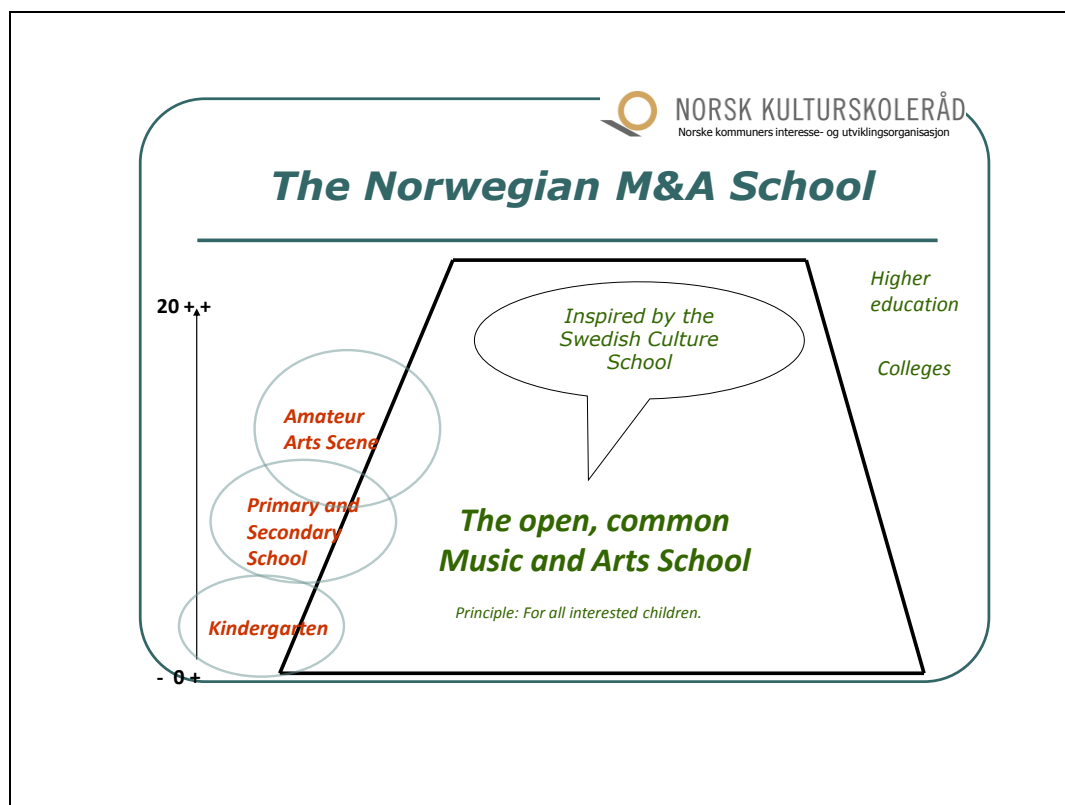 NORSK KULTURSKOLERÅD
Norske kommuners interesse- og utviklingsorganisasjon
The Norwegian M&A School
20 + +
Higher
education
Colleges
Inspired by the
Swedish Culture
School
Amateur
Arts Scene
Primary and
Secondary
School
Kindergarten
The open, common
Music and Arts School
Principle: For all interested children.
- 0 +